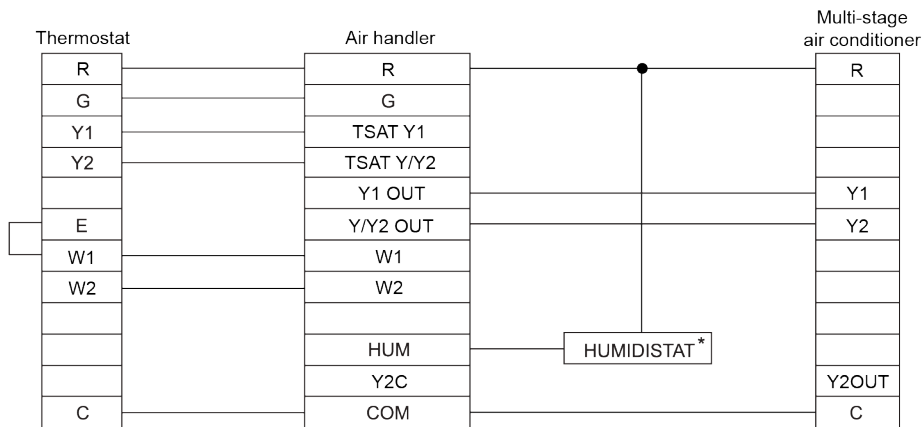 Thermostat Air handler Multi-stage
air conditioner
R R R
G G
Y1 TSAT Y1
Y2 TSAT Y/Y2
Y1 OUT Y1
E Y/Y2 OUT Y2
W1 W1
W2 W2
HUM HUMIDISTAT*
Y2C Y2OUT
C COM C